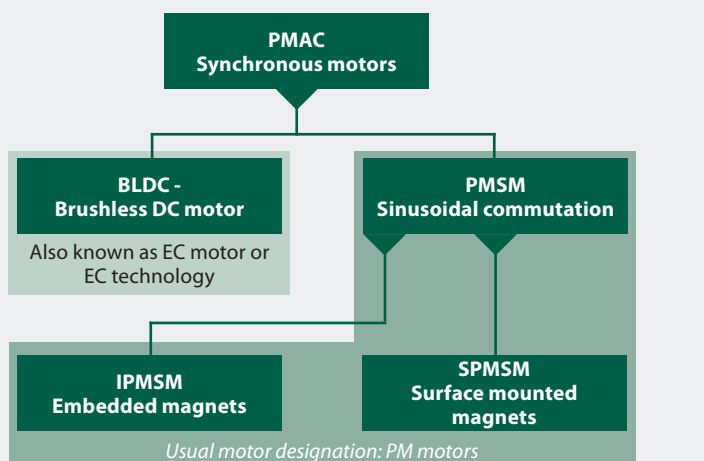 PMAC
Synchronous motors
BLDC -
Brushless DC motor
Also known as EC motor or
EC technology
PMSM
Sinusoidal commutation
IPMSM
Embedded magnets
SPMSM
Surface mounted
magnets
Usual motor designation: PM motors